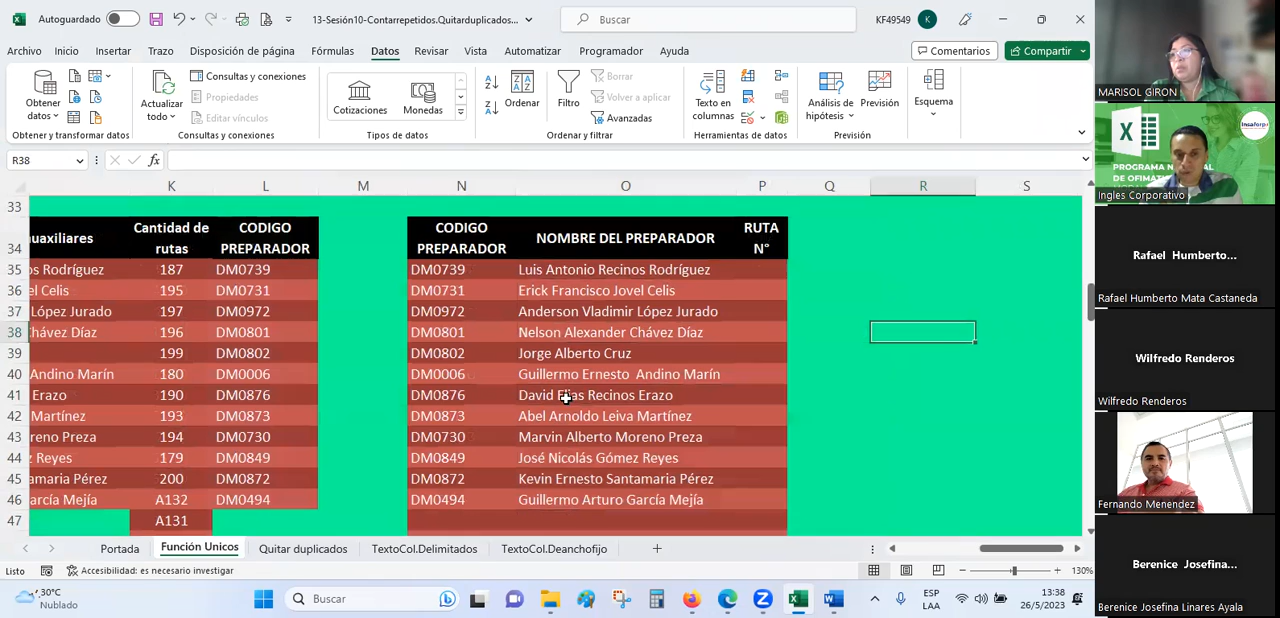 Autoguardado
13-Sesión10-Contarrepetidos.Quitarduplicados...
Buscar
KF49549
K
Archivo Inicio Insertar Trazo Disposición de página Fórmulas Datos Revisar Vista Automatizar Programador Ayuda
Comentarios
Compartir
Obtener datos
Actualizar todo
Consultas y conexiones
Propiedades
Editar vínculos
Cotizaciones
Monedas
Ordenar
Filtro
Borrar
Volver a aplicar
Avanzadas
Texto en columnas
Análisis de hipótesis
Previsión
Esquema
Obtener y transformar datos
Consultas y conexiones
Tipos de datos
Ordenar y filtrar
Herramientas de datos
Previsión
R38
fx
K L M N O P Q R S
33
34 uauxiliares Cantidad de rutas CODIGO PREPARADOR CODIGO PREPARADOR NOMBRE DEL PREPARADOR RUTA N°
35 os Rodríguez 187 DM0739 DM0739 Luis Antonio Recinos Rodríguez
36 el Celis 195 DM0731 DM0731 Erick Francisco Jovel Celis
37 López Jurado 197 DM0972 DM0972 Anderson Vladimir López Jurado
38 Chávez Díaz 196 DM0801 DM0801 Nelson Alexander Chávez Díaz
39 199 DM0802 DM0802 Jorge Alberto Cruz
40 Andino Marín 180 DM0006 DM0006 Guillermo Ernesto Andino Marín
41 Erazo 190 DM0876 DM0876 David Elias Recinos Erazo
42 Martínez 193 DM0873 DM0873 Abel Arnoldo Leiva Martínez
43 reno Preza 194 DM0730 DM0730 Marvin Alberto Moreno Preza
44 z Reyes 179 DM0849 DM0849 José Nicolás Gómez Reyes
45 amaria Pérez 200 DM0872 DM0872 Kevin Ernesto Santamaria Pérez
46 arcía Mejía A132 DM0494 DM0494 Guillermo Arturo García Mejía
47 A131
Portada Función Unicos Quitar duplicados TextoCol.Delimitados TextoCol.Deanchofijo
Listo
Accesibilidad: es necesario investigar
130%
30°C
Nublado
Buscar
ESP
LAA
13:38
26/5/2023
MARISOL GIRON
PROGRAMA N
DE OFIMATI
Insaforp
Ingles Corporativo
Rafael Humberto...
Rafael Humberto Mata Castaneda
Wilfredo Renderos
Wilfredo Renderos
Fernando Menendez
Berenice Josefina...
Berenice Josefina Linares Ayala